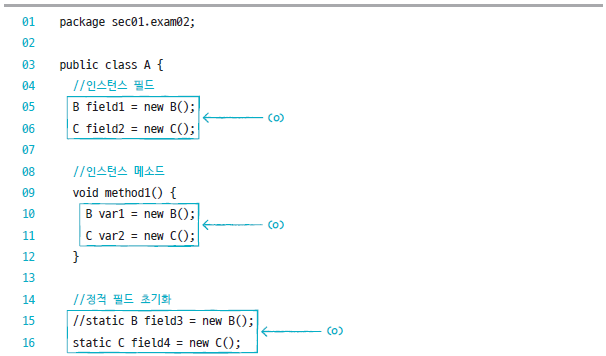 01 package sec01.exam02;
02
03 public class A {
04 //인스턴스 필드
05 B field1 = new B(); (o)
06 C field2 = new C();
07
08 //인스턴스 메소드
09 void method1() {
10 B var1 = new B(); (o)
11 C var2 = new C();
12 }
13
14 //정적 필드 초기화
15 //static B field3 = new B(); (o)
16 static C field4 = new C();